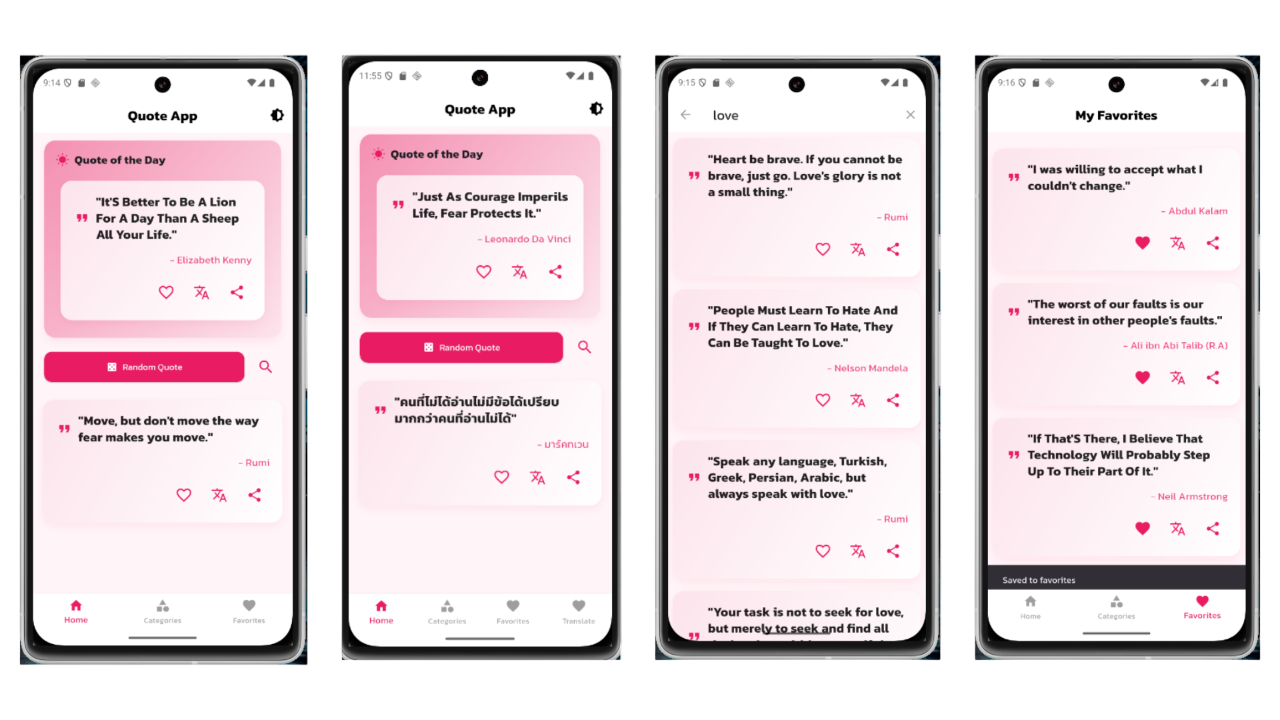 9:14
Quote App
Quote of the Day
"It'S Better To Be A Lion
For A Day Than A Sheep
All Your Life."
- Elizabeth Kenny
Random Quote
"Move, but don't move the way
fear makes you move."
- Rumi
Home
Categories
Favorites
11:55
Quote App
Quote of the Day
"Just As Courage Imperils
Life, Fear Protects It."
- Leonardo Da Vinci
Random Quote
"คนที่ไม่ได้อ่านไม่มีข้อได้เปรียบ
มากกว่าคนที่อ่านไม่ได้"
- มาร์คทเวน
Home
Categories
Favorites
Translate
9:15
love
"Heart be brave. If you cannot be
brave, just go. Love's glory is not
a small thing."
- Rumi
"People Must Learn To Hate And
If They Can Learn To Hate, They
Can Be Taught To Love."
- Nelson Mandela
"Speak any language, Turkish,
Greek, Persian, Arabic, but
always speak with love."
- Rumi
"Your task is not to seek for love,
but merely to seek and find all
9:16
My Favorites
"I was willing to accept what I
couldn't change."
- Abdul Kalam
"The worst of our faults is our
interest in other people's faults."
- Ali ibn Abi Talib (R.A)
"If That'S There, I Believe That
Technology Will Probably Step
Up To Their Part Of It."
- Neil Armstrong
Saved to favorites
Home
Categories
Favorites